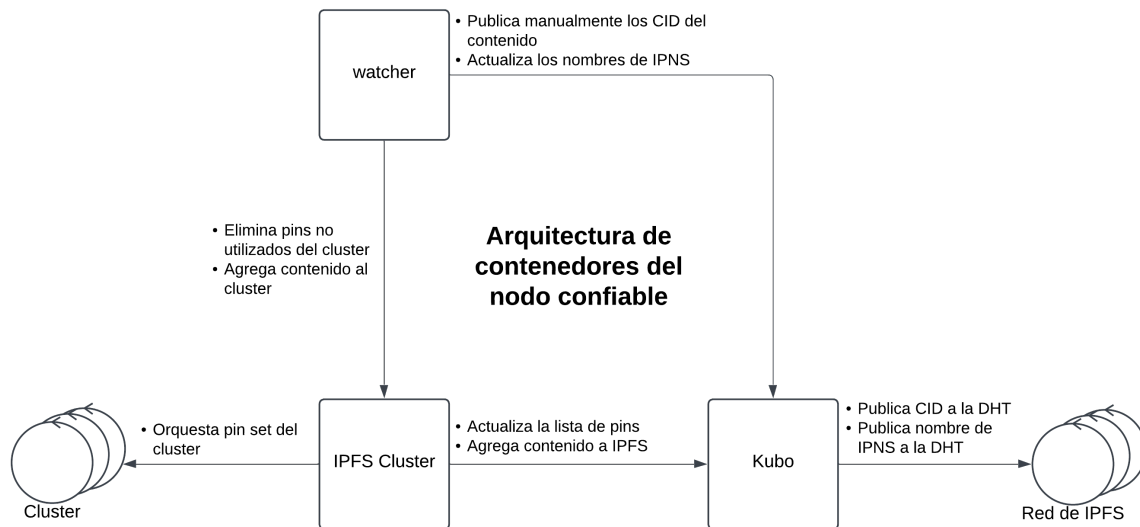 • Publica manualmente los CID del
contenido
• Actualiza los nombres de IPNS
watcher
• Elimina pins no
utilizados del cluster
• Agrega contenido al
cluster
Arquitectura de
contenedores del
nodo confiable
• Orquesta pin set del
cluster
Cluster
IPFS Cluster
• Actualiza la lista de pins
• Agrega contenido a IPFS
Kubo
• Publica CID a la DHT
• Publica nombre de
IPNS a la DHT
Red de IPFS